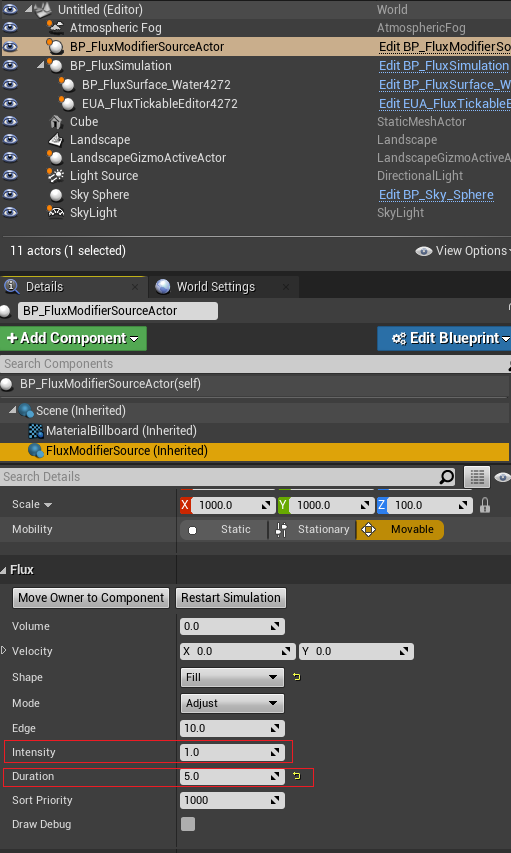 Untitled (Editor) World
Atmospheric Fog AtmosphericFog
BP_FluxModifierSourceActor Edit BP_FluxModifierSo
BP_FluxSimulation Edit BP_FluxSimulation
BP_FluxSurface_Water4272 Edit BP_FluxSurface_W
EUA_FluxTickableEditor4272 Edit EUA_FluxTickableE
Cube StaticMeshActor
Landscape Landscape
LandscapeGizmoActiveActor LandscapeGizmoActiveA
Light Source DirectionalLight
Sky Sphere Edit BP_Sky_Sphere
SkyLight SkyLight
11 actors (1 selected) View Options
Details World Settings
BP_FluxModifierSourceActor
+Add Component Edit Blueprint
Search Components
BP_FluxModifierSourceActor(self)
Scene (Inherited)
MaterialBillboard (Inherited)
FluxModifierSource (Inherited)
Search Details
Scale X 1000.0 Y 1000.0 Z 100.0
Mobility Static Stationary Movable
Flux
Move Owner to Component Restart Simulation
Volume 0.0
Velocity X 0.0 Y 0.0
Shape Fill
Mode Adjust
Edge 10.0
Intensity 1.0
Duration 5.0
Sort Priority 1000
Draw Debug